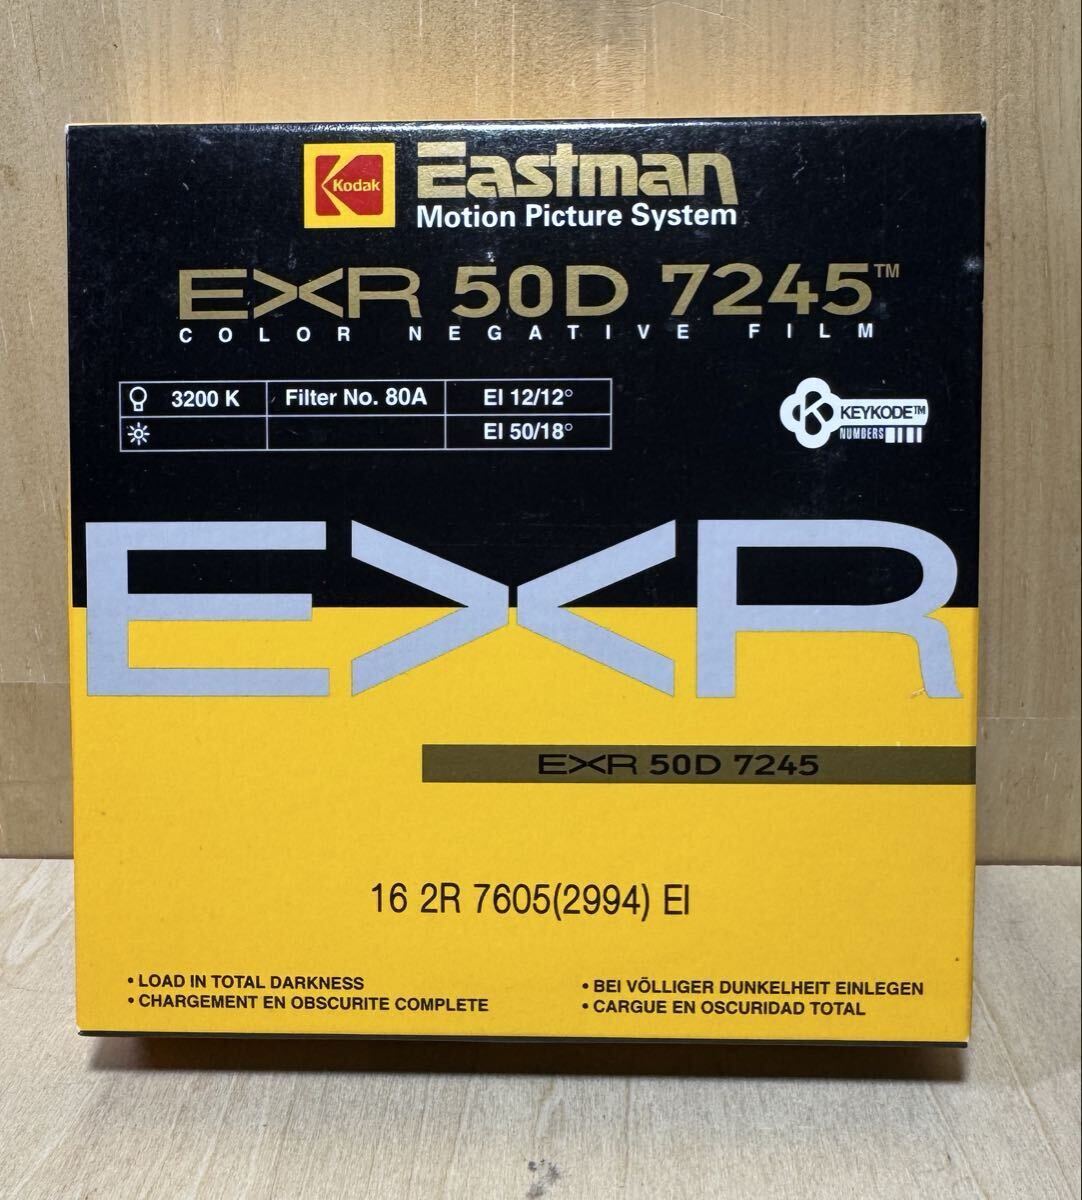 Kodak
Eastman
Motion Picture System
EXR 50D 7245™
COLOR NEGATIVE FILM
3200 K Filter No. 80A EI 12/12°
EI 50/18°
KEYKODE™
NUMBERS
EXR
EXR 50D 7245
16 2R 7605(2994) EI
• LOAD IN TOTAL DARKNESS
• CHARGEMENT EN OBSCURITE COMPLETE
• BEI VÖLLIGER DUNKELHEIT EINLEGEN
• CARGUE EN OSCURIDAD TOTAL